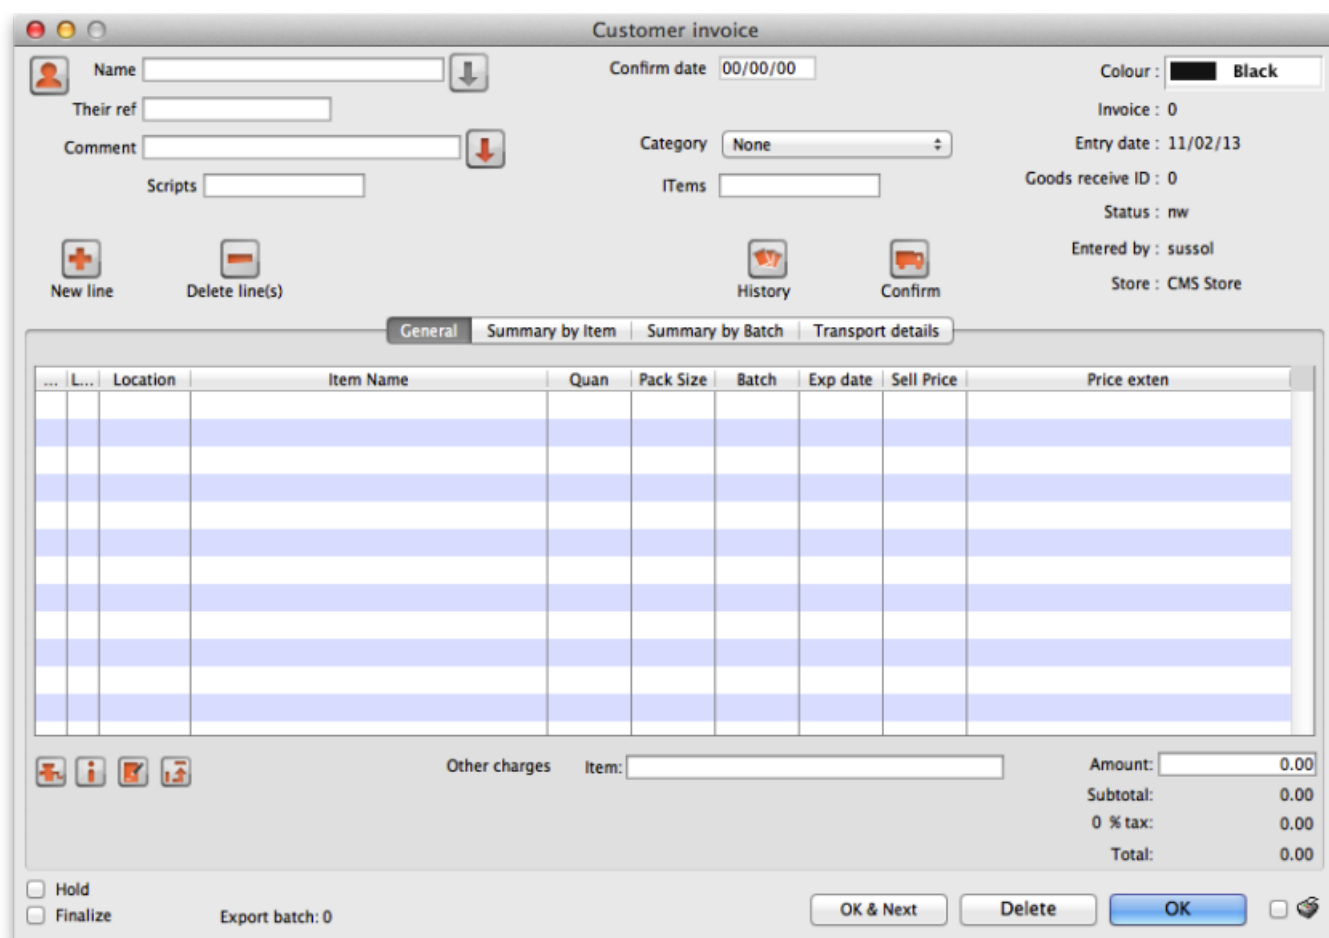 Customer invoice
Name
Confirm date 00/00/00
Colour : Black
Their ref
Invoice : 0
Comment
Category None
Entry date : 11/02/13
Goods receive ID : 0
Scripts
ITems
Status : nw
Entered by : sussol
Store : CMS Store
New line
Delete line(s)
History
Confirm
General Summary by Item Summary by Batch Transport details
... L... Location Item Name Quan Pack Size Batch Exp date Sell Price Price exten
Other charges Item: Amount: 0.00
Subtotal: 0.00
0 % tax: 0.00
Total: 0.00
Hold
Finalize
Export batch: 0
OK & Next Delete OK